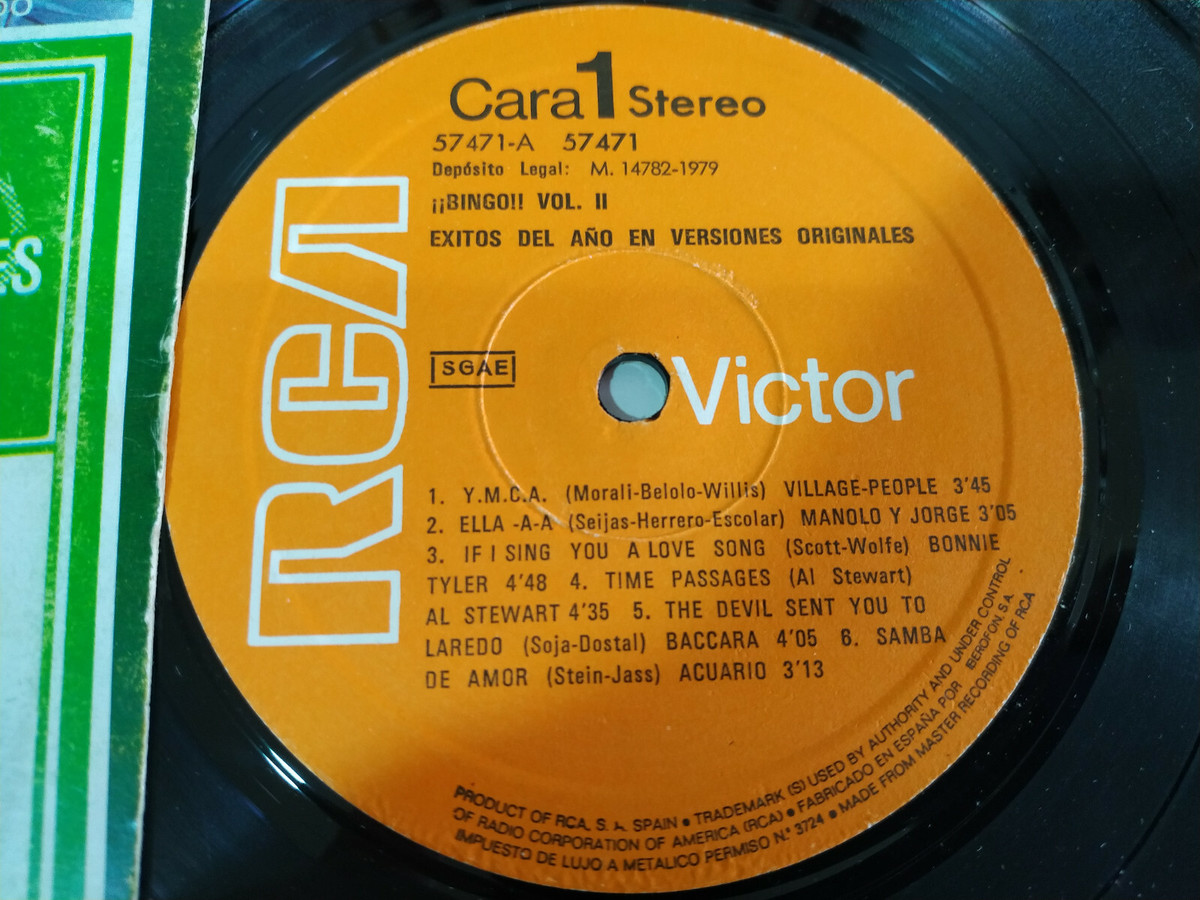 ES
Cara 1 Stereo
57471-A 57471
Depósito Legal: M. 14782-1979
¡¡BINGO!! VOL. II
EXITOS DEL AÑO EN VERSIONES ORIGINALES
RCA
SGAE
Victor
1. Y.M.C.A. (Morali-Belolo-Willis) VILLAGE-PEOPLE 3'45
2. ELLA -A-A (Seijas-Herrero-Escolar) MANOLO Y JORGE 3'05
3. IF I SING YOU A LOVE SONG (Scott-Wolfe) BONNIE
TYLER 4'48 4. TIME PASSAGES (Al Stewart)
AL STEWART 4'35 5. THE DEVIL SENT YOU TO
LAREDO (Soja-Dostal) BACCARA 4'05 6. SAMBA
DE AMOR (Stein-Jass) ACUARIO 3'13
PRODUCT OF RCA, S. A. SPAIN • TRADEMARK (S) USED BY AUTHORITY AND UNDER CONTROL
OF RADIO CORPORATION OF AMERICA (RCA) • FABRICADO EN ESPAÑA POR IBEROFON, S.A.
IMPUESTO DE LUJO A METALICO PERMISO N.º 3724 • MADE FROM MASTER RECORDING OF RCA